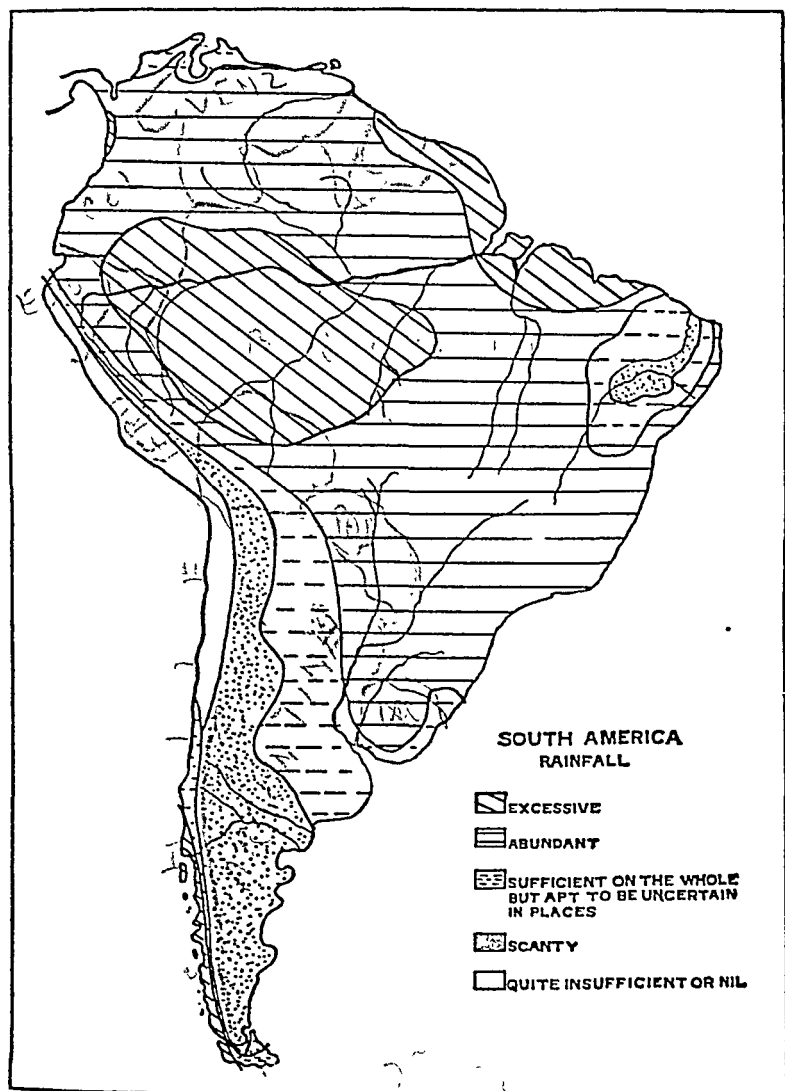 VENZ
SOUTH AMERICA
RAINFALL
EXCESSIVE
ABUNDANT
SUFFICIENT ON THE WHOLE
BUT APT TO BE UNCERTAIN
IN PLACES
SCANTY
QUITE INSUFFICIENT OR NIL